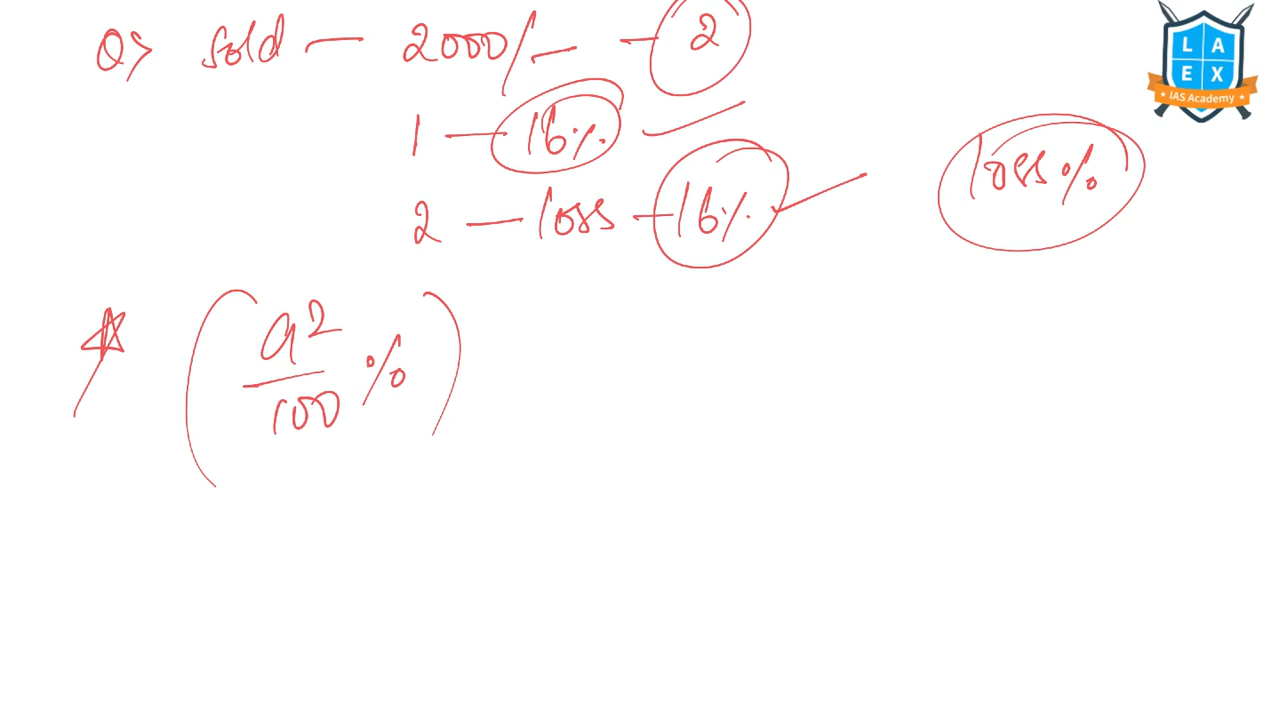 Q> Sold — 2000/- — 2
1 — 16%
2 — loss — 16%
loss %
a²
100 %
L A
E X
IAS Academy